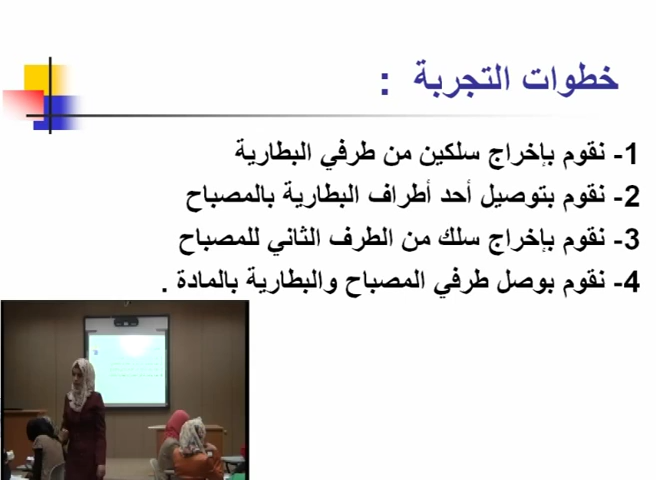 خطوات التجربة :
1- نقوم بإخراج سلكين من طرفي البطارية
2- نقوم بتوصيل أحد أطراف البطارية بالمصباح
3- نقوم بإخراج سلك من الطرف الثاني للمصباح
4- نقوم بوصل طرفي المصباح والبطارية بالمادة .